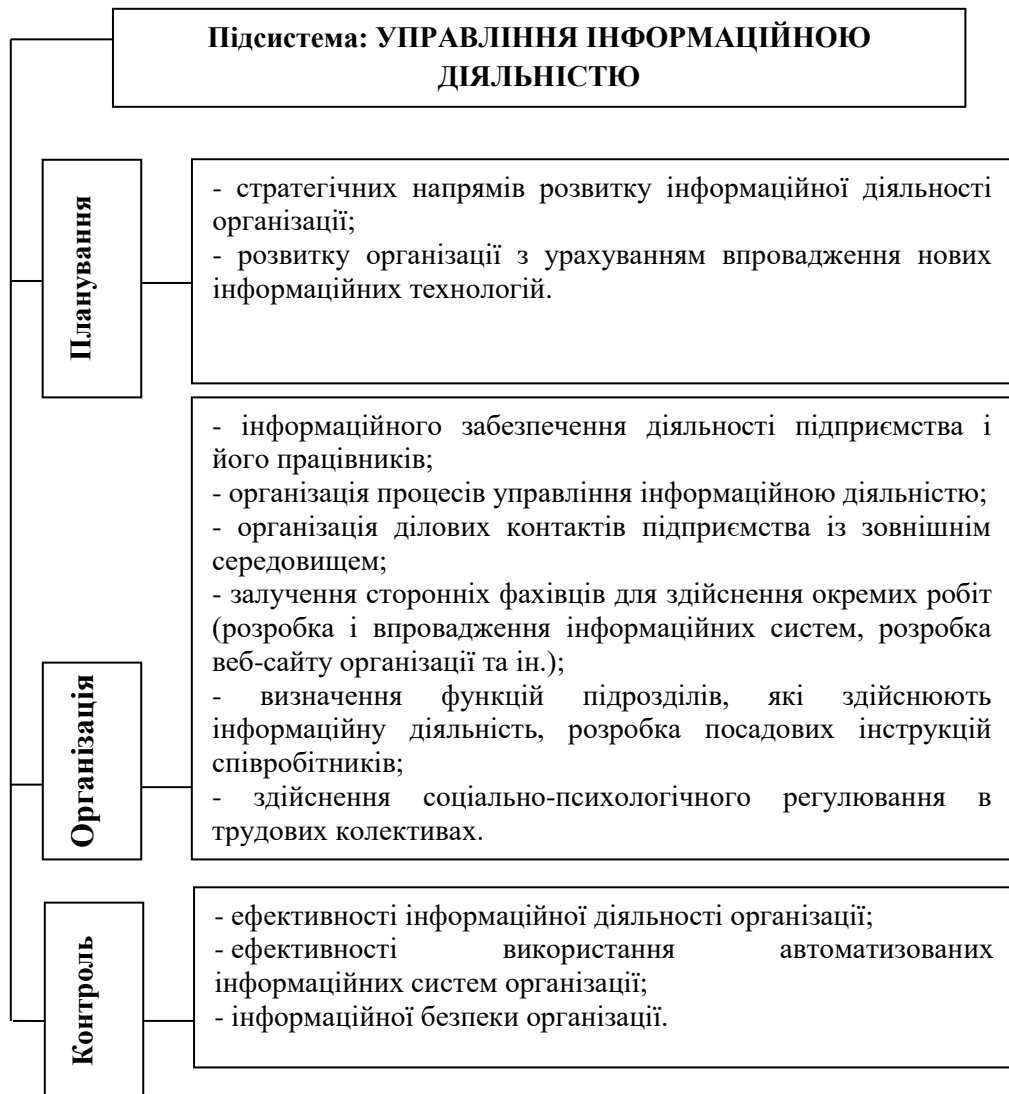 Підсистема: УПРАВЛІННЯ ІНФОРМАЦІЙНОЮ
ДІЯЛЬНІСТЮ
Планування
- стратегічних напрямів розвитку інформаційної діяльності
організації;
- розвитку організації з урахуванням впровадження нових
інформаційних технологій.
Організація
- інформаційного забезпечення діяльності підприємства і
його працівників;
- організація процесів управління інформаційною діяльністю;
- організація ділових контактів підприємства із зовнішнім
середовищем;
- залучення сторонніх фахівців для здійснення окремих робіт
(розробка і впровадження інформаційних систем, розробка
веб-сайту організації та ін.);
- визначення функцій підрозділів, які здійснюють
інформаційну діяльність, розробка посадових інструкцій
співробітників;
- здійснення соціально-психологічного регулювання в
трудових колективах.
Контроль
- ефективності інформаційної діяльності організації;
- ефективності використання автоматизованих
інформаційних систем організації;
- інформаційної безпеки організації.